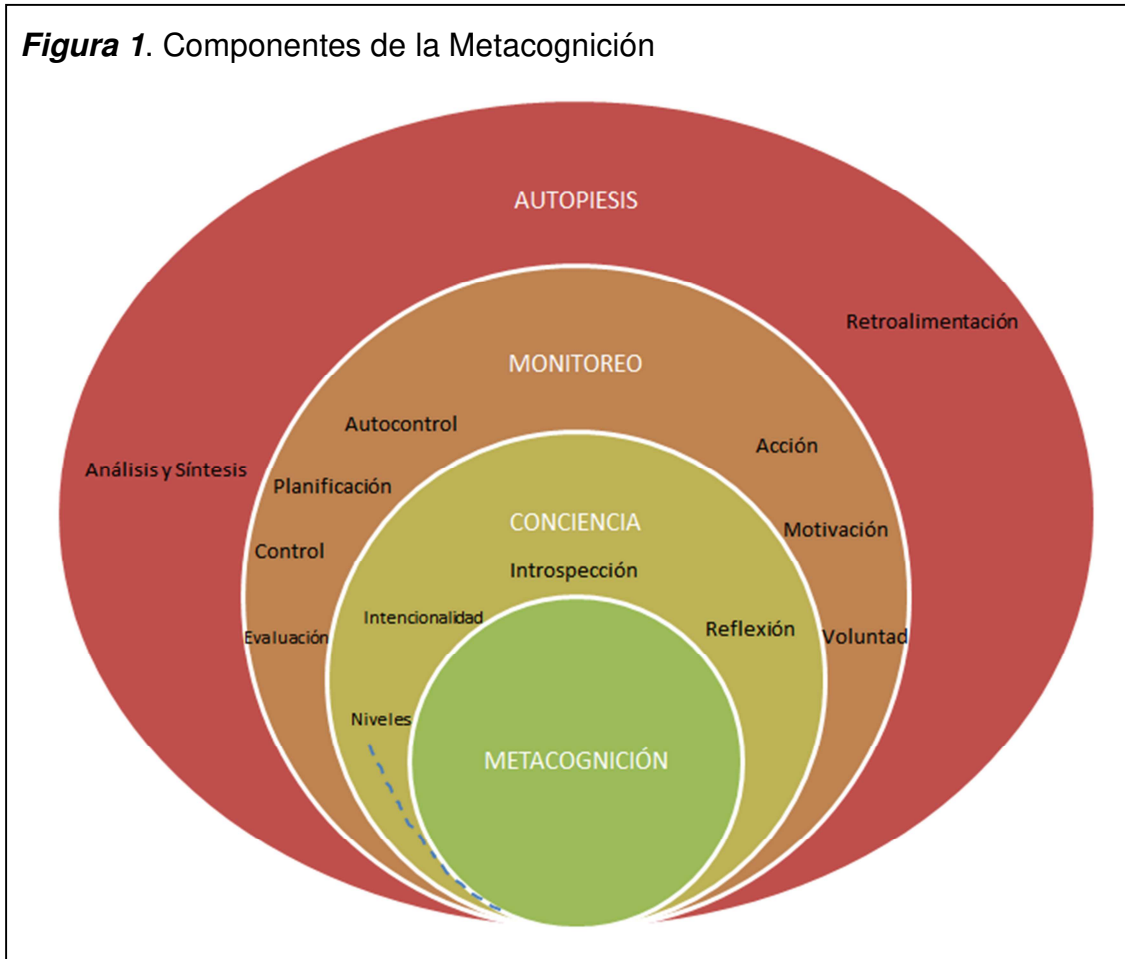 Figura 1. Componentes de la Metacognición
AUTOPIESIS
Retroalimentación
MONITOREO
Autocontrol
Acción
Análisis y Síntesis
Planificación
CONCIENCIA
Motivación
Control
Introspección
Intencionalidad
Reflexión
Evaluación
Voluntad
Niveles
METACOGNICIÓN